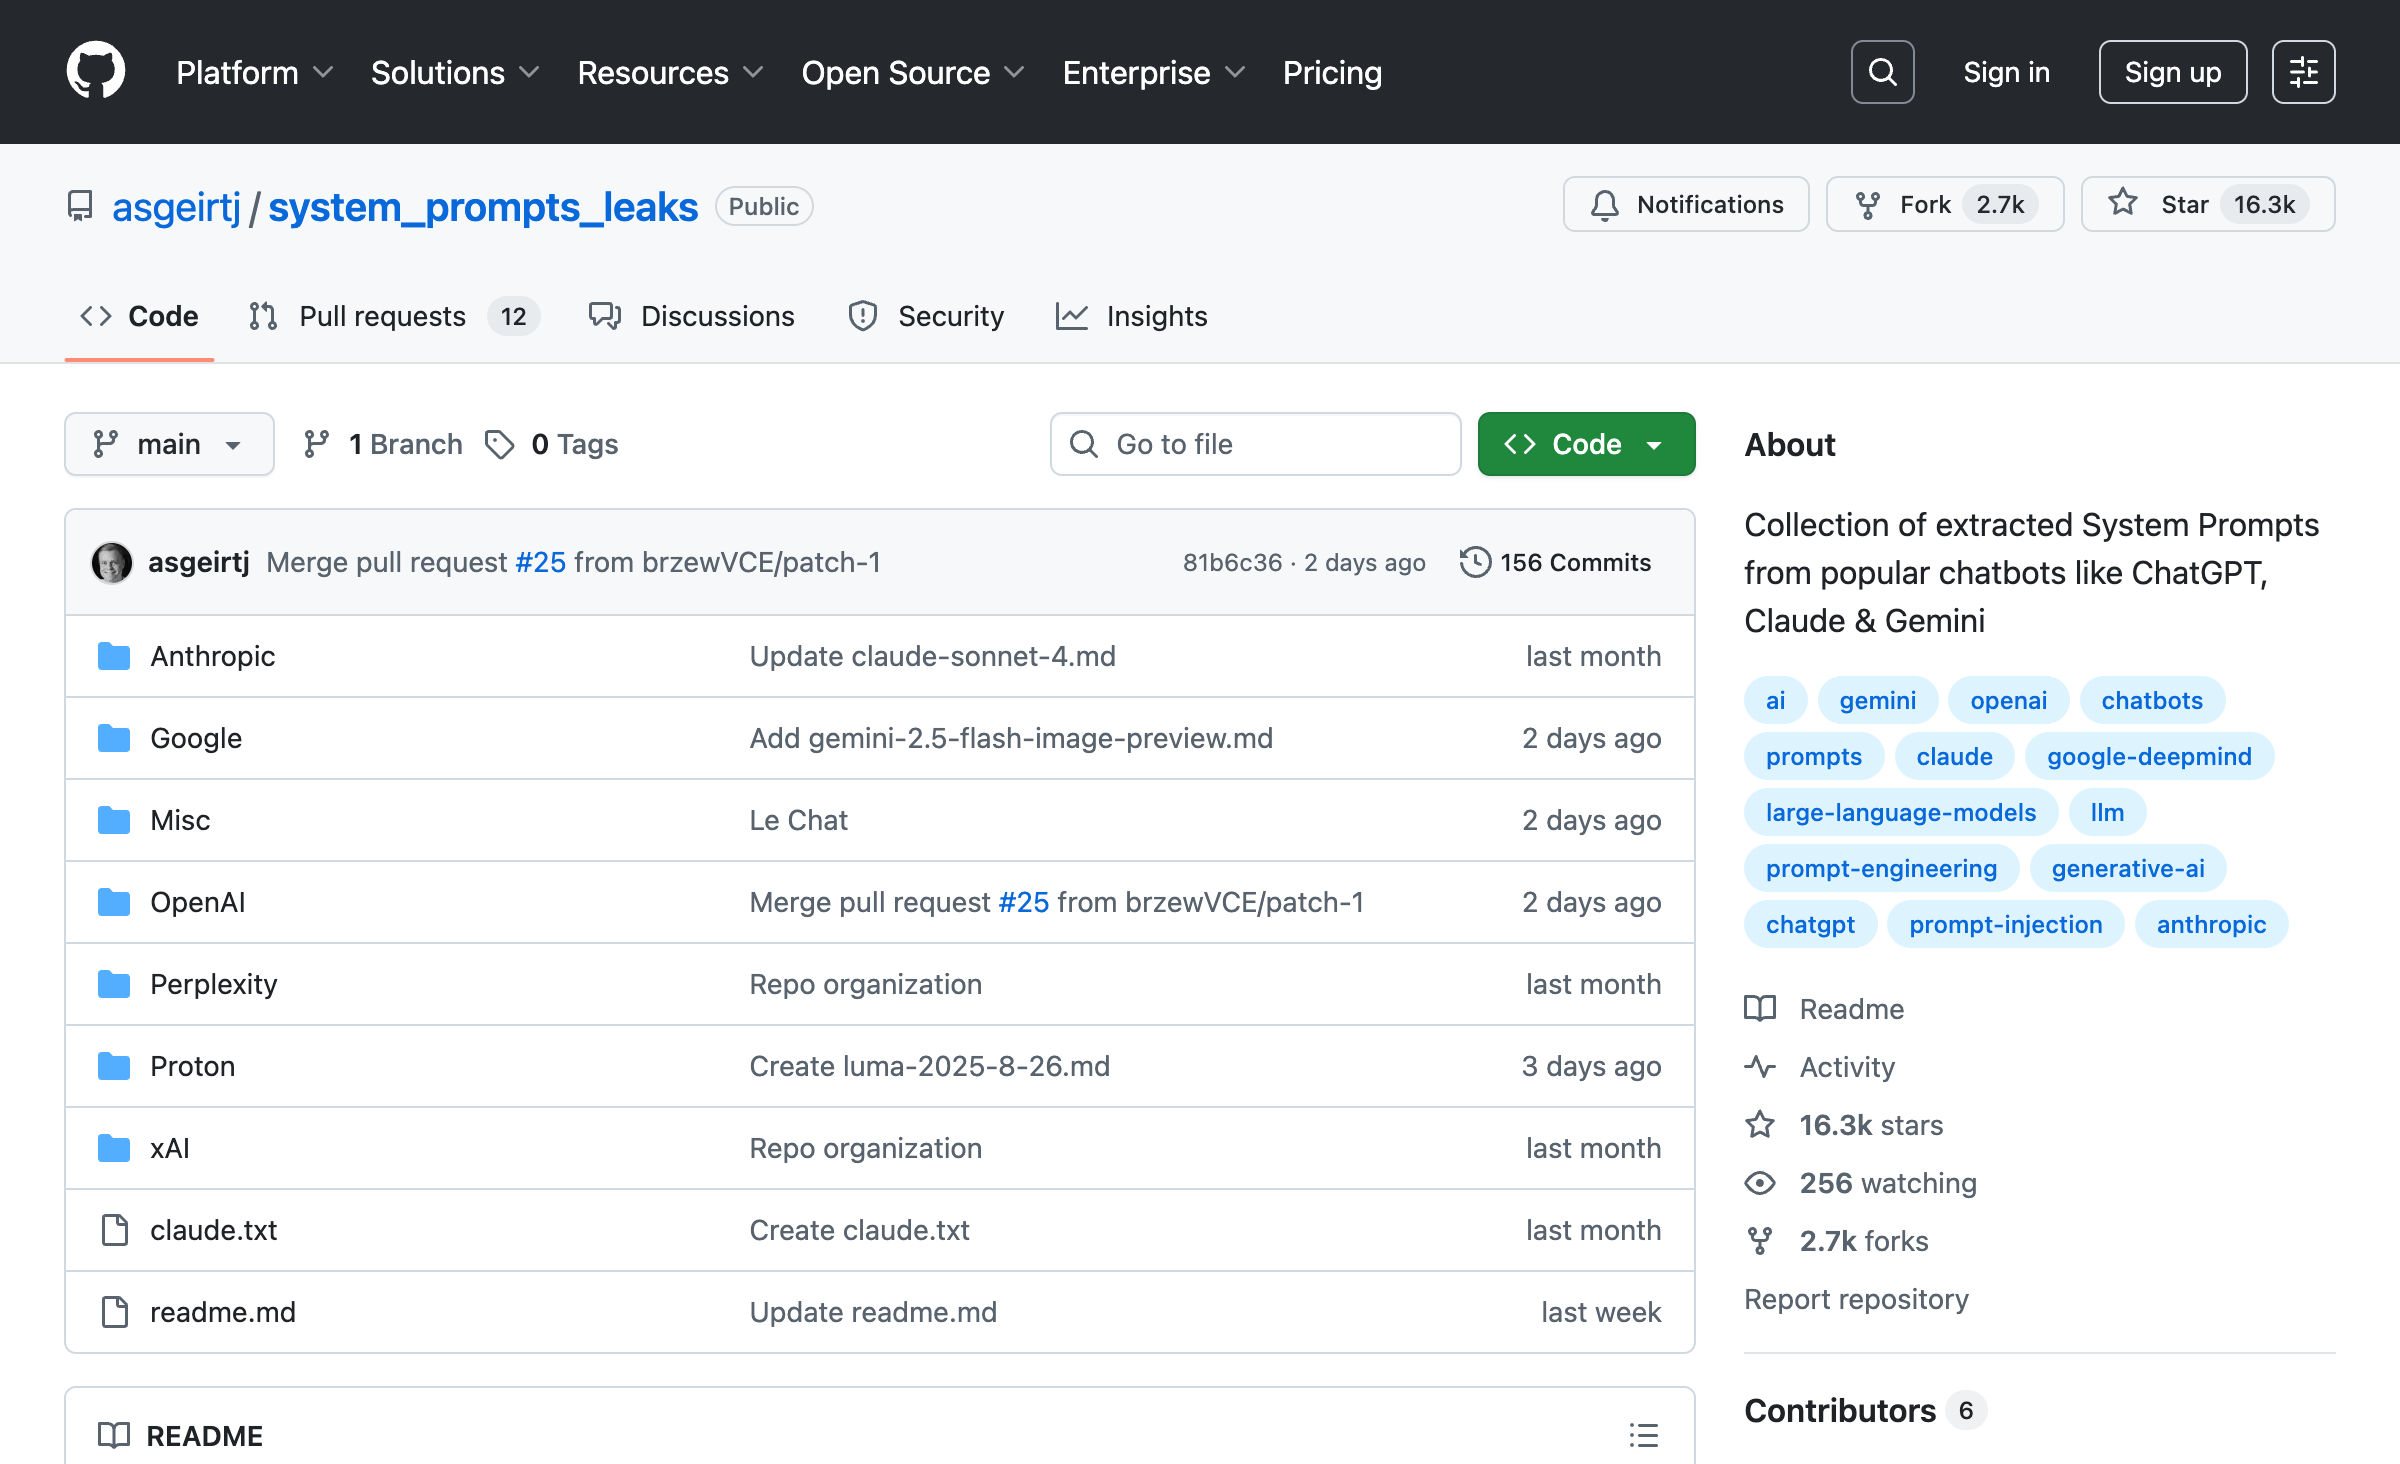 Platform Solutions Resources Open Source Enterprise Pricing Sign in Sign up
asgeirtj / system_prompts_leaks Public Notifications Fork 2.7k Star 16.3k
Code Pull requests 12 Discussions Security Insights
main 1 Branch 0 Tags Go to file Code
asgeirtj Merge pull request #25 from brzewVCE/patch-1 81b6c36 · 2 days ago 156 Commits
Anthropic Update claude-sonnet-4.md last month
Google Add gemini-2.5-flash-image-preview.md 2 days ago
Misc Le Chat 2 days ago
OpenAI Merge pull request #25 from brzewVCE/patch-1 2 days ago
Perplexity Repo organization last month
Proton Create luma-2025-8-26.md 3 days ago
xAI Repo organization last month
claude.txt Create claude.txt last month
readme.md Update readme.md last week
README
About
Collection of extracted System Prompts
from popular chatbots like ChatGPT,
Claude & Gemini
ai gemini openai chatbots
prompts claude google-deepmind
large-language-models llm
prompt-engineering generative-ai
chatgpt prompt-injection anthropic
Readme
Activity
16.3k stars
256 watching
2.7k forks
Report repository
Contributors 6